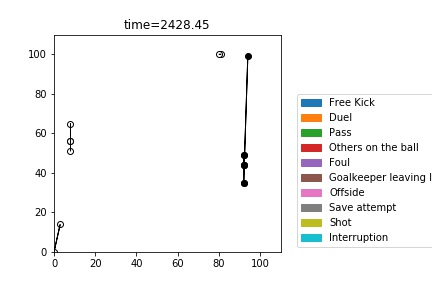 time=2428.45
100
80
60
40
20
0
0 20 40 60 80 100
Free Kick
Duel
Pass
Others on the ball
Foul
Goalkeeper leaving l
Offside
Save attempt
Shot
Interruption